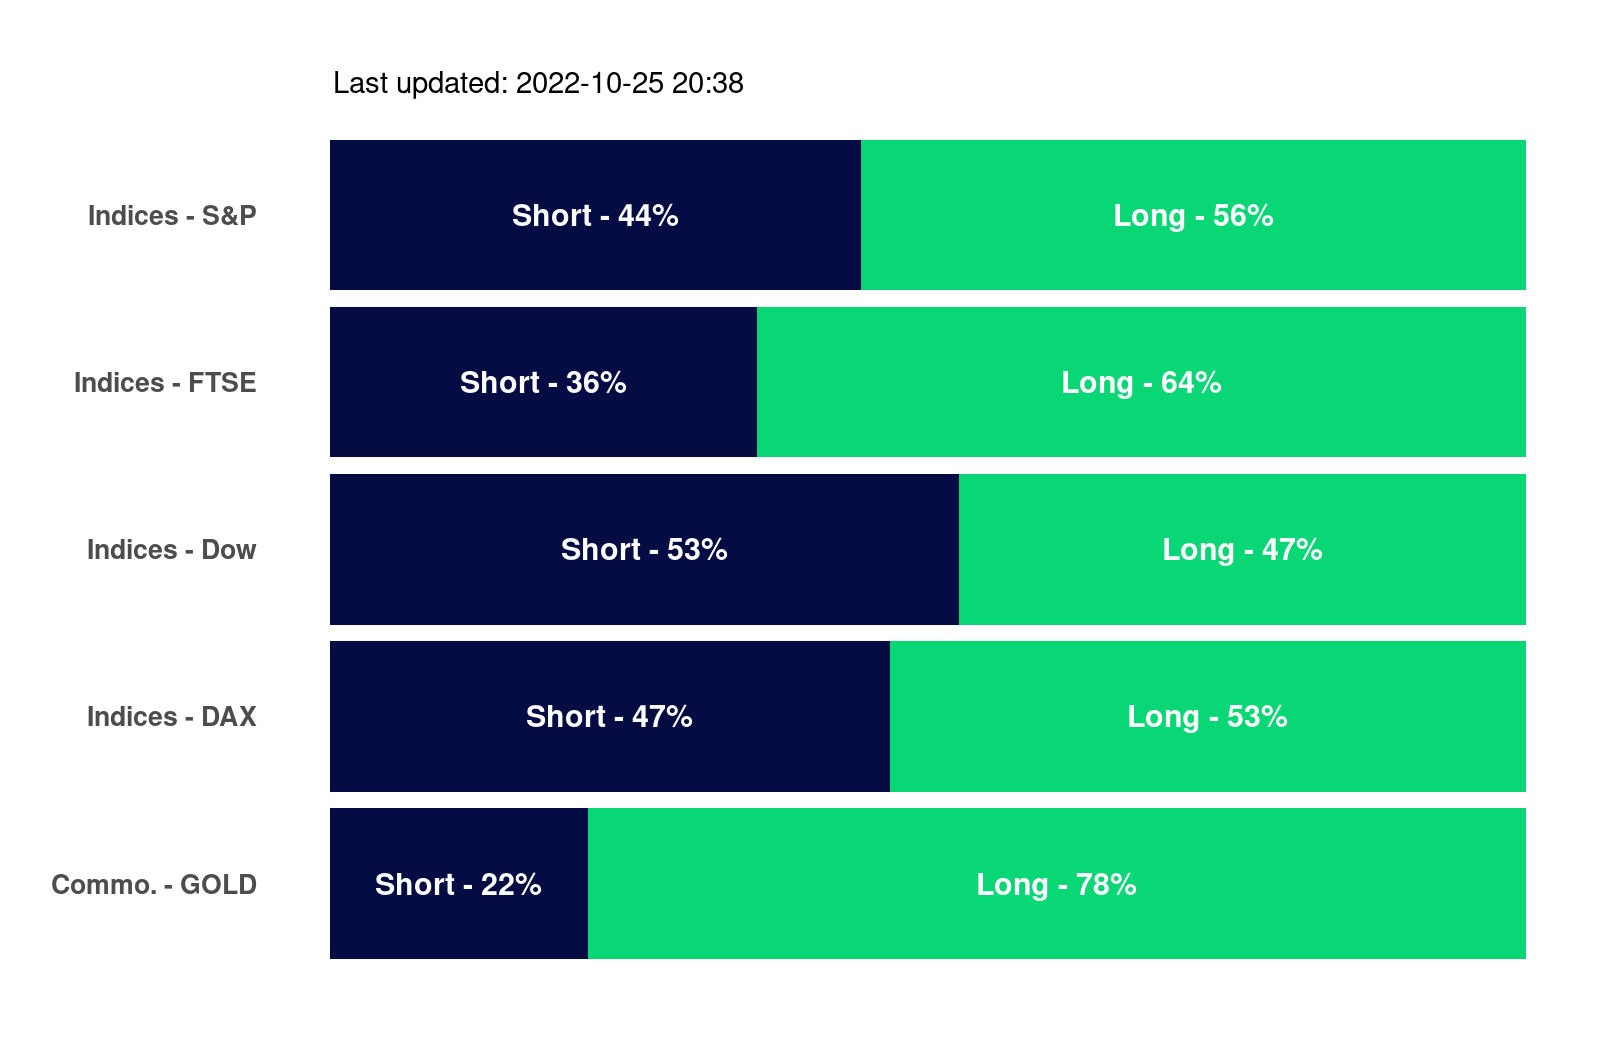 Last updated: 2022-10-25 20:38
Indices - S&P Short - 44% Long - 56%
Indices - FTSE Short - 36% Long - 64%
Indices - Dow Short - 53% Long - 47%
Indices - DAX Short - 47% Long - 53%
Commo. - GOLD Short - 22% Long - 78%